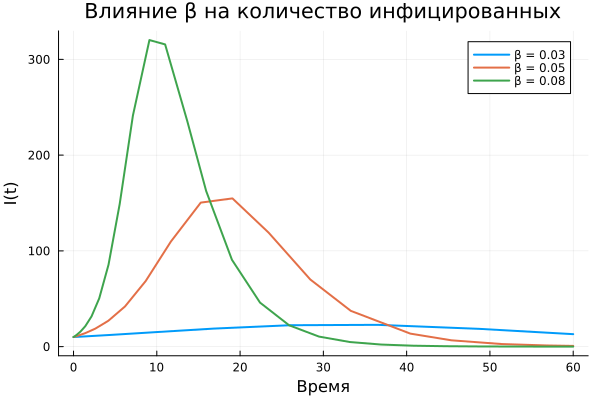 Влияние β на количество инфицированных
I(t)
300
200
100
0
β = 0.03
β = 0.05
β = 0.08
0 10 20 30 40 50 60
Время